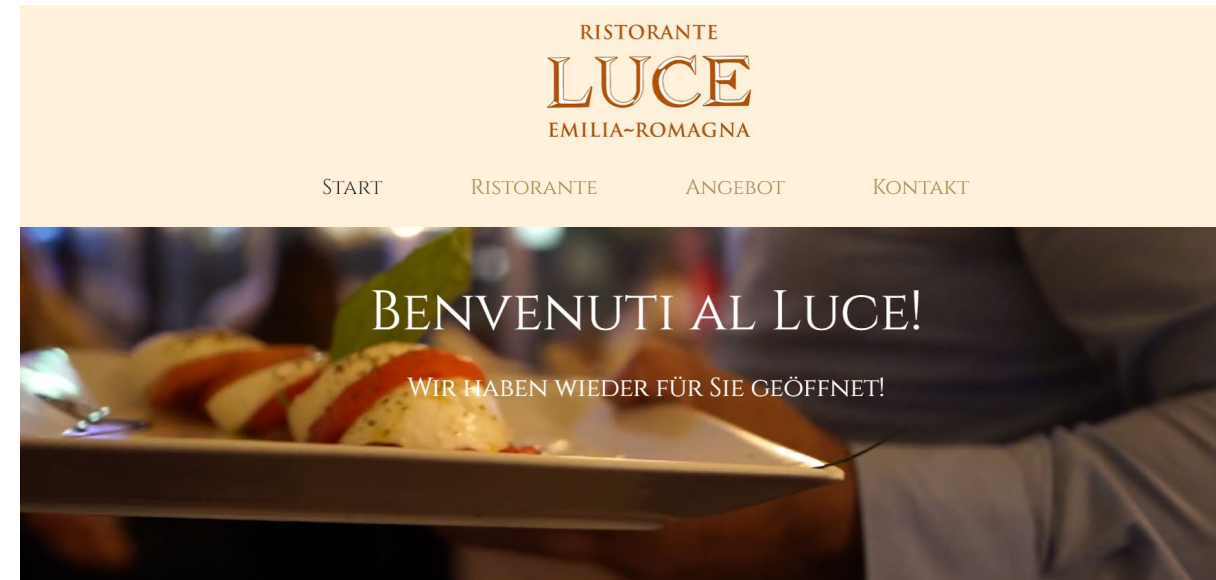 RISTORANTE
LUCE
EMILIA~ROMAGNA
START RISTORANTE ANGEBOT KONTAKT
BENVENUTI AL LUCE!
WIR HABEN WIEDER FÜR SIE GEÖFFNET!